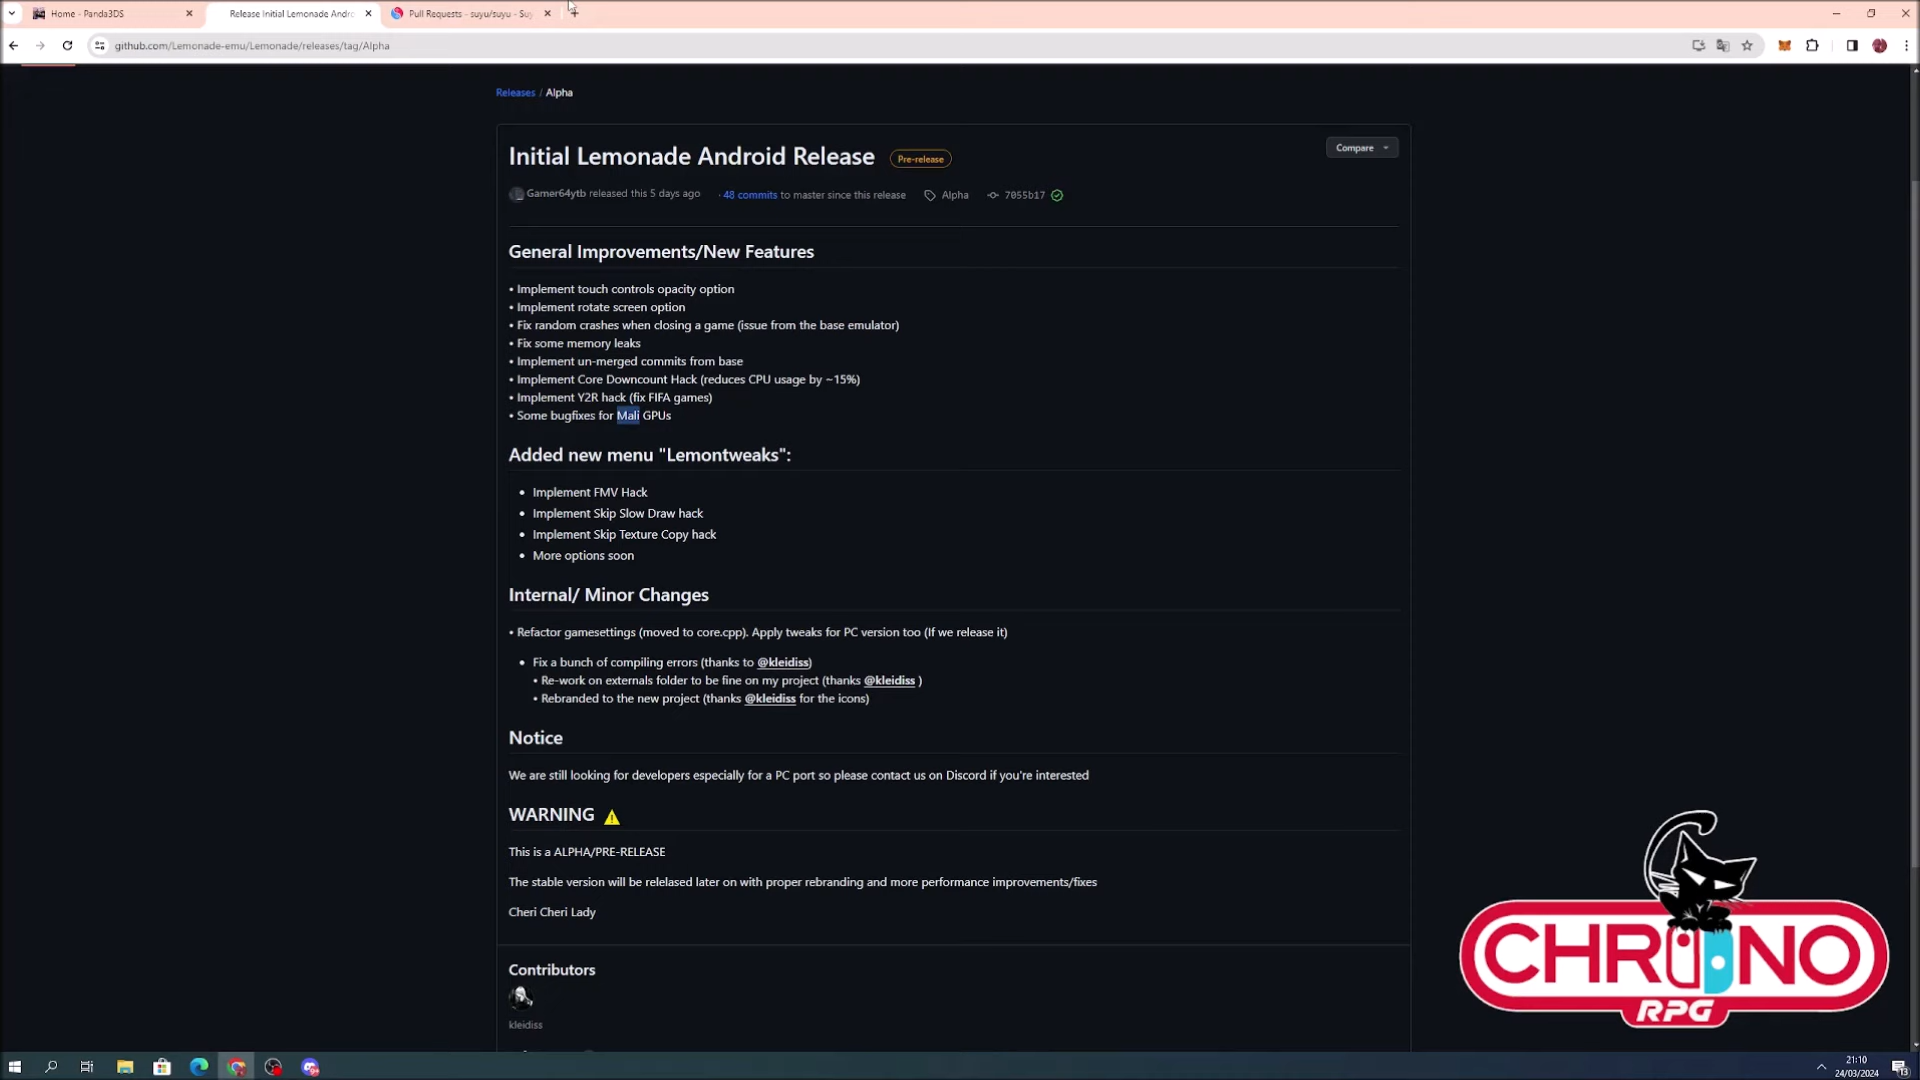 Home - Panda3DS
Release Initial Lemonade Andro
Pull Requests - suyu/suyu - Su
github.com/Lemonade-emu/Lemonade/releases/tag/Alpha
Releases / Alpha
Initial Lemonade Android Release Pre-release
Compare
Gamer64ytb released this 5 days ago · 48 commits to master since this release Alpha 7055b17
General Improvements/New Features
• Implement touch controls opacity option
• Implement rotate screen option
• Fix random crashes when closing a game (issue from the base emulator)
• Fix some memory leaks
• Implement un-merged commits from base
• Implement Core Downcount Hack (reduces CPU usage by ~15%)
• Implement Y2R hack (fix FIFA games)
• Some bugfixes for Mali GPUs
Added new menu "Lemontweaks":
• Implement FMV Hack
• Implement Skip Slow Draw hack
• Implement Skip Texture Copy hack
• More options soon
Internal/ Minor Changes
• Refactor gamesettings (moved to core.cpp). Apply tweaks for PC version too (If we release it)
• Fix a bunch of compiling errors (thanks to @kleidiss)
• Re-work on externals folder to be fine on my project (thanks @kleidiss )
• Rebranded to the new project (thanks @kleidiss for the icons)
Notice
We are still looking for developers especially for a PC port so please contact us on Discord if you're interested
WARNING
This is a ALPHA/PRE-RELEASE
The stable version will be relelased later on with proper rebranding and more performance improvements/fixes
Cheri Cheri Lady
Contributors
kleidiss
CHRONO
RPG
21:10
24/03/2024
13